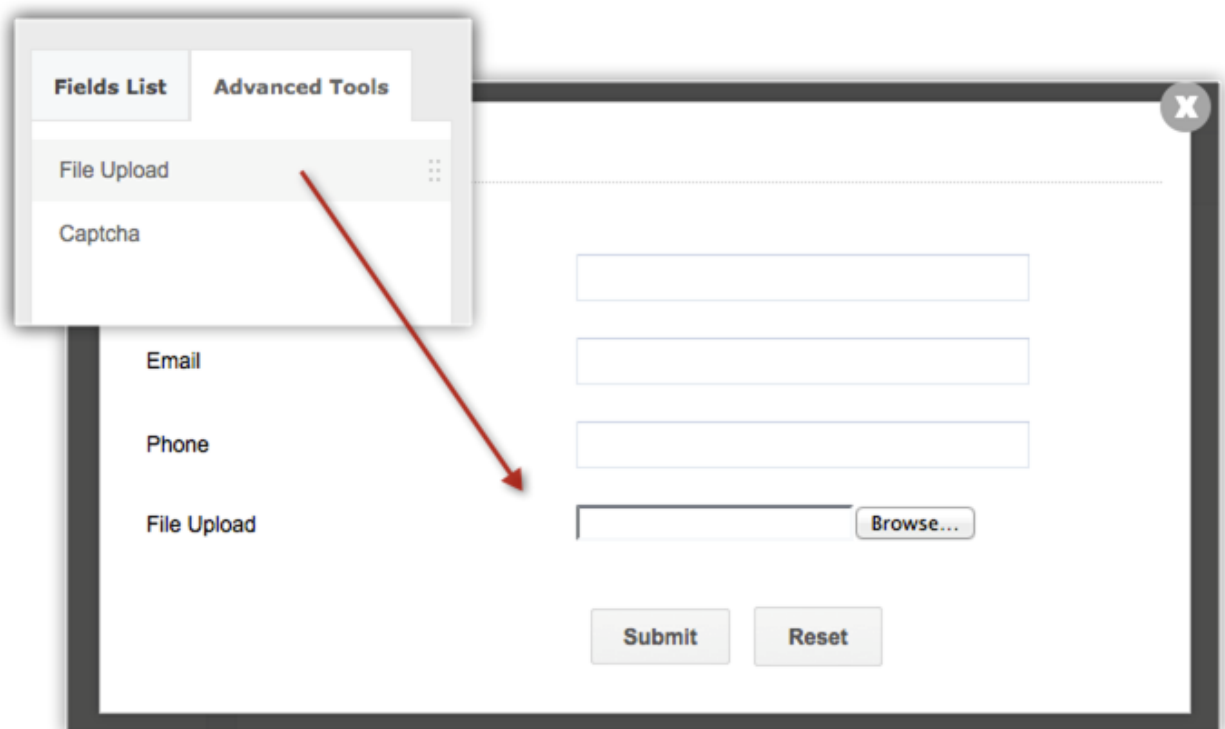 Fields List
Advanced Tools
X
File Upload
Captcha
Email
Phone
File Upload
Browse...
Submit
Reset